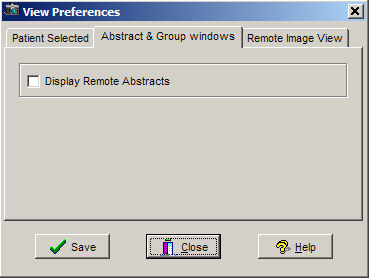 View Preferences
Patient Selected
Abstract & Group windows
Remote Image View
Display Remote Abstracts
Save
Close
Help